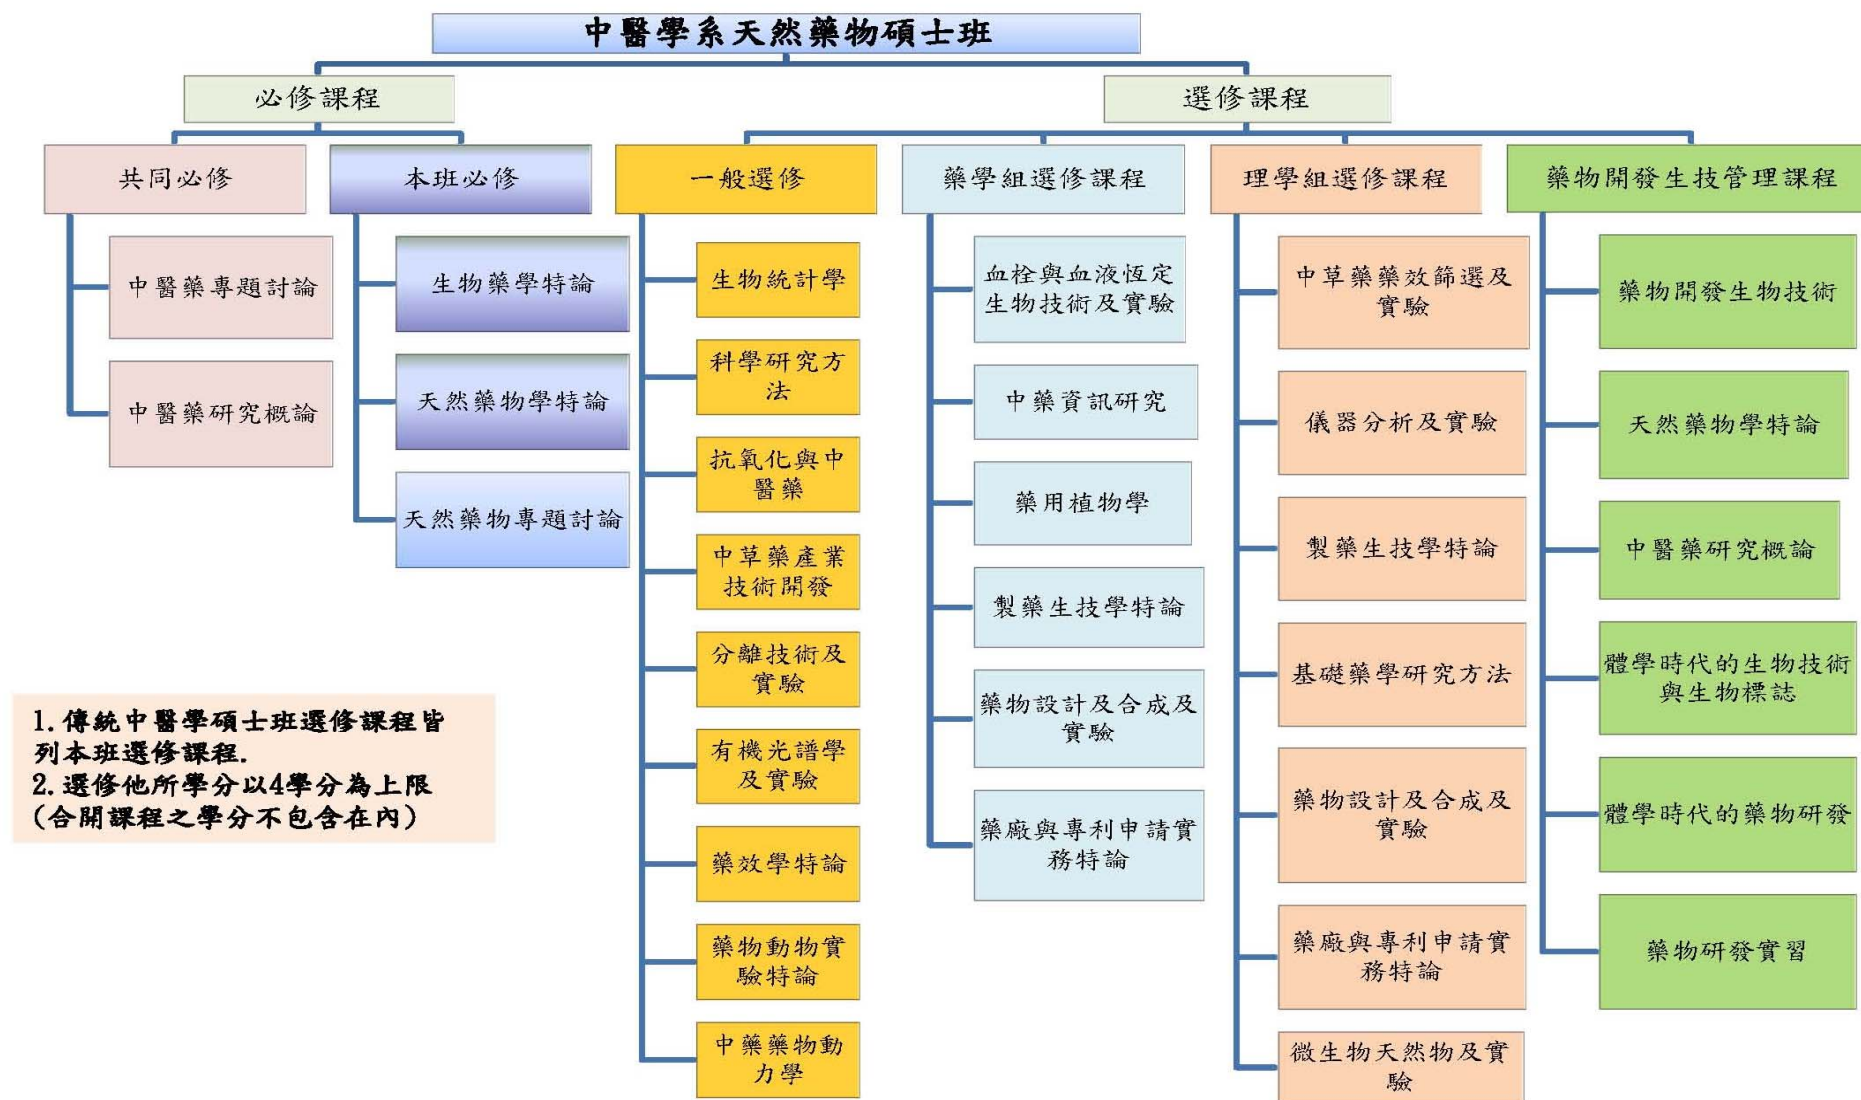 中醫學系天然藥物碩士班
必修課程
選修課程
共同必修
本班必修
一般選修
藥學組選修課程
理學組選修課程
藥物開發生技管理課程
中醫藥專題討論
中醫藥研究概論
生物藥學特論
天然藥物學特論
天然藥物專題討論
生物統計學
科學研究方
法
抗氧化與中
醫藥
中草藥產業
技術開發
分離技術及
實驗
有機光譜學
及實驗
藥效學特論
藥物動物實
驗特論
中藥藥物動
力學
血栓與血液恆定
生物技術及實驗
中藥資訊研究
藥用植物學
製藥生技學特論
藥物設計及合成及
實驗
藥廠與專利申請實
務特論
中草藥藥效篩選及
實驗
儀器分析及實驗
製藥生技學特論
基礎藥學研究方法
藥物設計及合成及
實驗
藥廠與專利申請實
務特論
微生物天然物及實
驗
藥物開發生物技術
天然藥物學特論
中醫藥研究概論
體學時代的生物技術
與生物標誌
體學時代的藥物研發
藥物研發實習
1.傳統中醫學碩士班選修課程皆
列本班選修課程.
2.選修他所學分以4學分為上限
(合開課程之學分不包含在內)